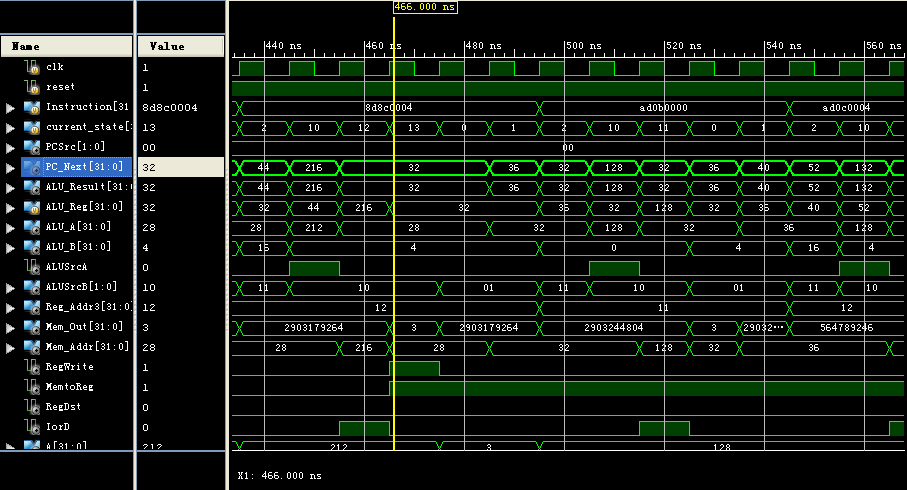 466.000 ns
Name Value 440 ns 460 ns 480 ns 500 ns 520 ns 540 ns 560 ns
clk 1
reset 1
Instruction[31 8d8c0004 8d8c0004 ad0b0000 ad0c0004
current_state[ 13 2 10 12 13 0 1 2 10 11 0 1 2 10
PCSrc[1:0] 00 00
PC_Next[31:0] 32 44 216 32 36 32 128 32 36 40 52 132
ALU_Result[31: 32 44 216 32 36 32 128 32 36 40 52 132
ALU_Reg[31:0] 32 32 44 216 32 36 32 128 32 36 40 52
ALU_A[31:0] 28 28 212 28 32 128 32 36 128
ALU_B[31:0] 4 16 4 0 4 16 4
ALUSrcA 0
ALUSrcB[1:0] 10 11 10 01 11 10 01 11 10
Reg_Addr3[31:0 12 12 11 12
Mem_Out[31:0] 3 2903179264 3 2903179264 2903244804 3 29032··· 564789246
Mem_Addr[31:0] 28 28 216 28 32 128 32 36
RegWrite 1
MemtoReg 1
RegDst 0
IorD 0
A[31:0] 212 212 3 128
X1: 466.000 ns